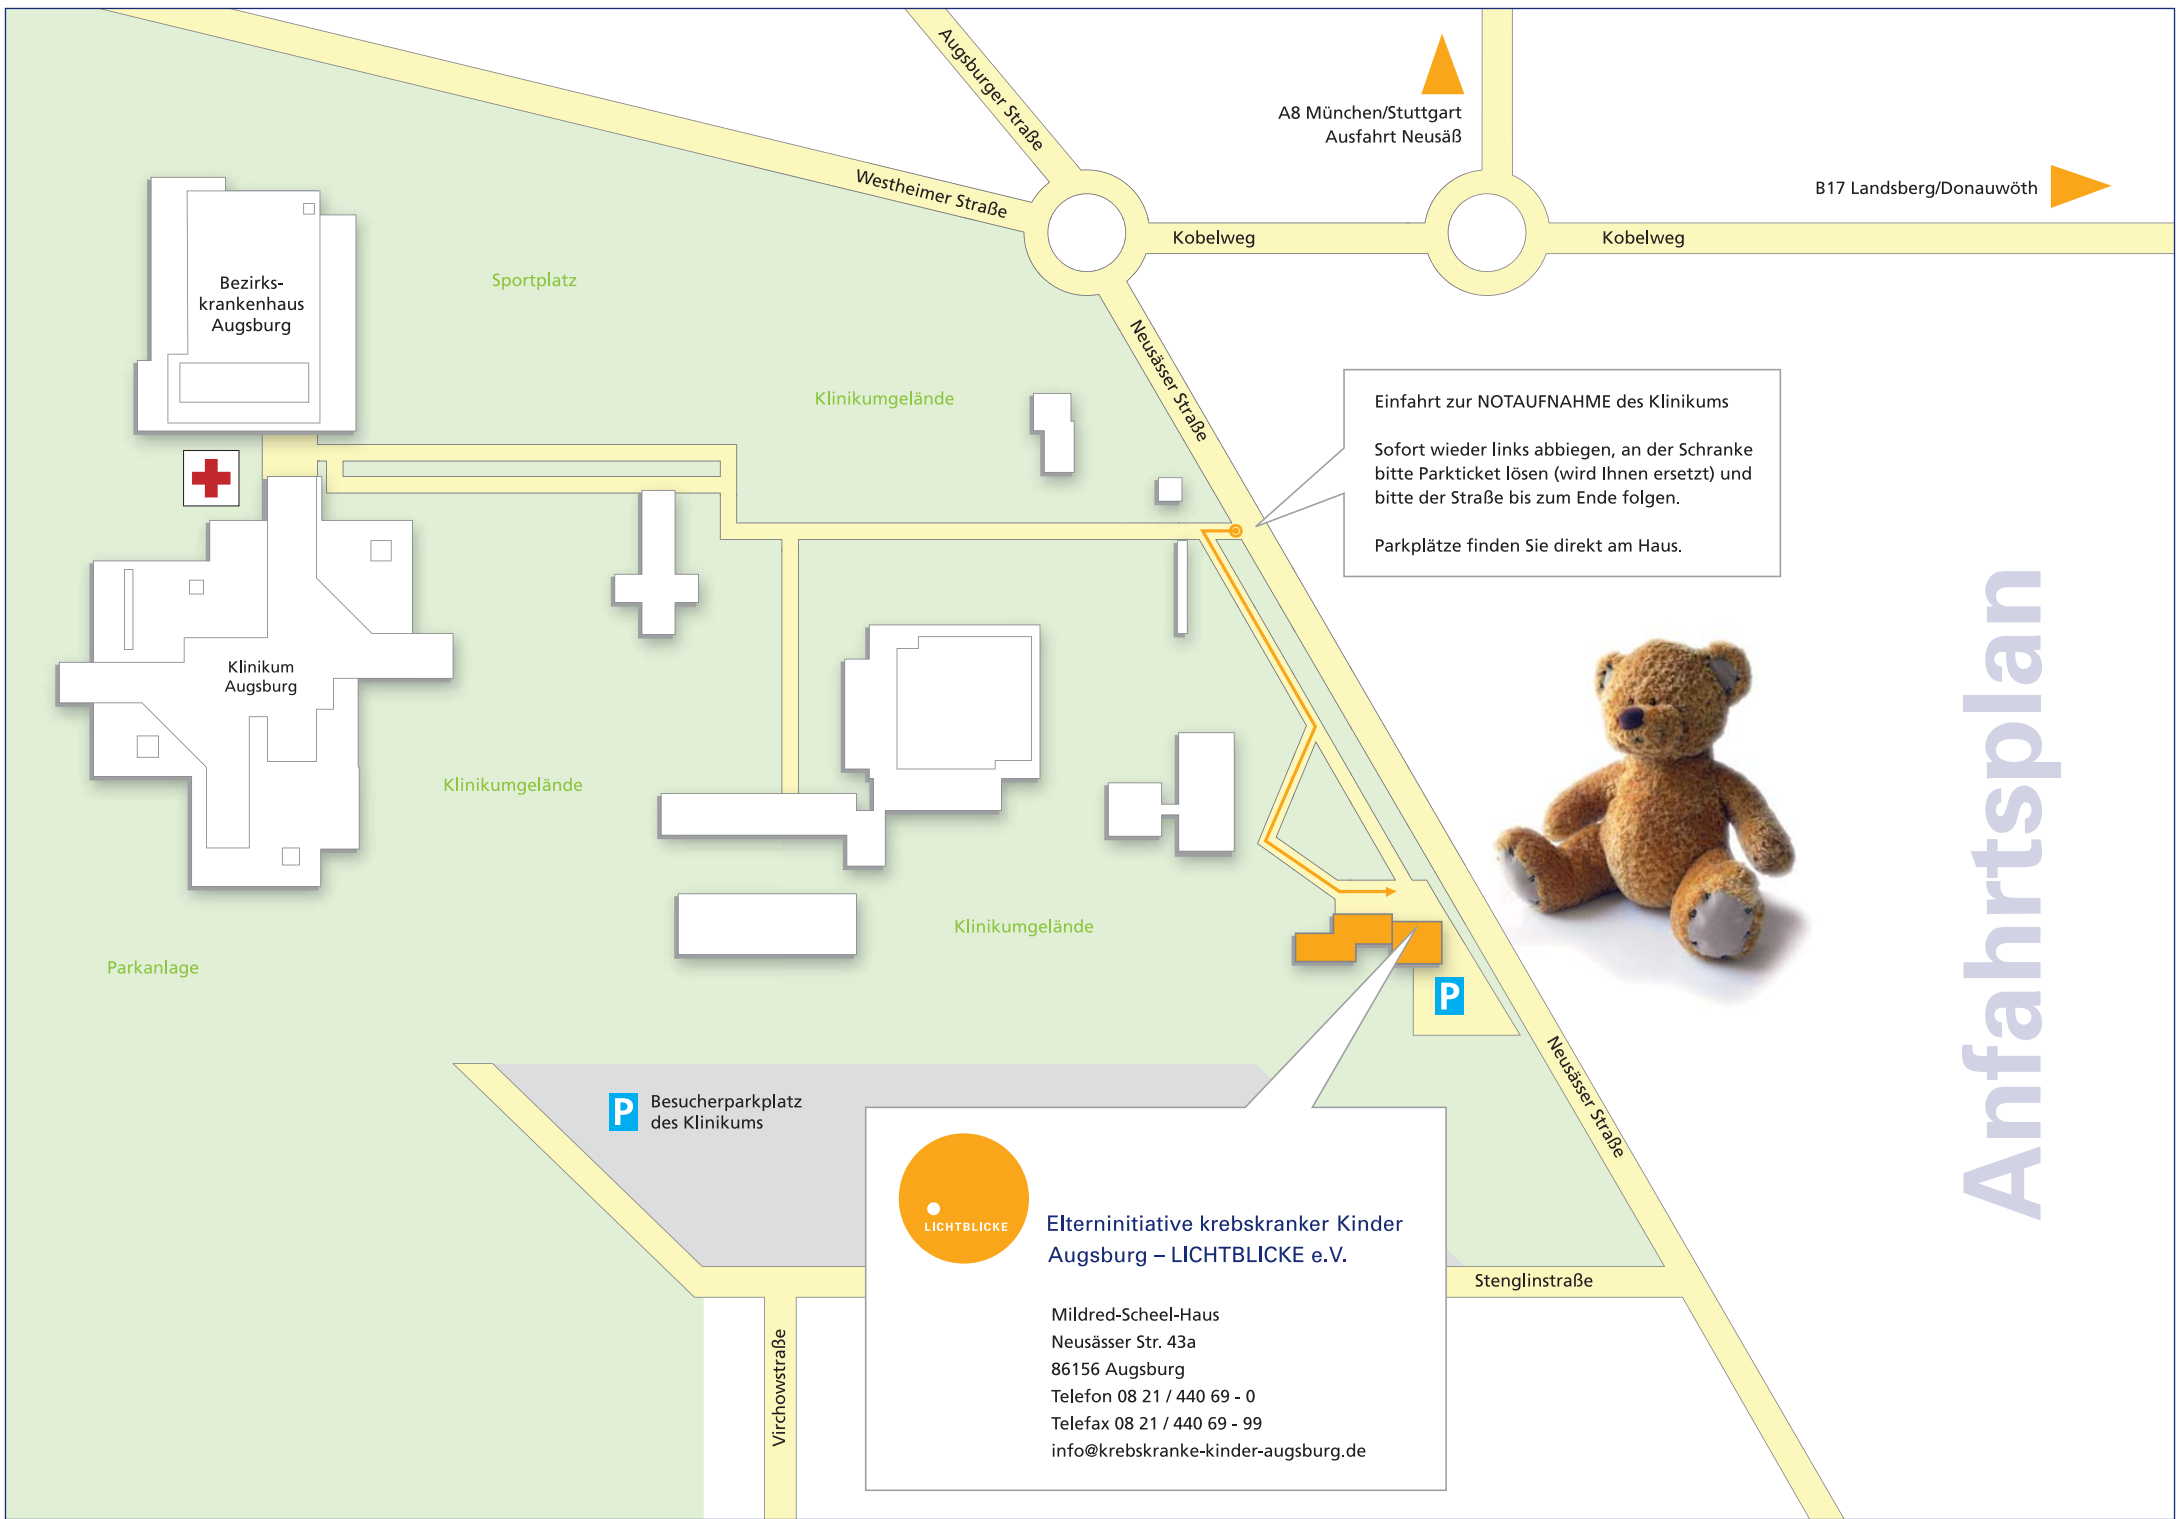 Augsburger Straße
A8 München/Stuttgart
Ausfahrt Neusäß
B17 Landsberg/Donauwöth
Westheimer Straße
Kobelweg
Kobelweg
Bezirks-
krankenhaus
Augsburg
Sportplatz
Neusässer Straße
Klinikumgelände
Einfahrt zur NOTAUFNAHME des Klinikums
Sofort wieder links abbiegen, an der Schranke
bitte Parkticket lösen (wird Ihnen ersetzt) und
bitte der Straße bis zum Ende folgen.
Parkplätze finden Sie direkt am Haus.
Klinikum
Augsburg
Anfahrtsplan
Klinikumgelände
Klinikumgelände
Parkanlage
P
Neusässer Straße
P
Besucherparkplatz
des Klinikums
LICHTBLICKE
Elterninitiative krebskranker Kinder
Augsburg – LICHTBLICKE e.V.
Stenglinstraße
Virchowstraße
Mildred-Scheel-Haus
Neusässer Str. 43a
86156 Augsburg
Telefon 08 21 / 440 69 - 0
Telefax 08 21 / 440 69 - 99
info@krebskranke-kinder-augsburg.de